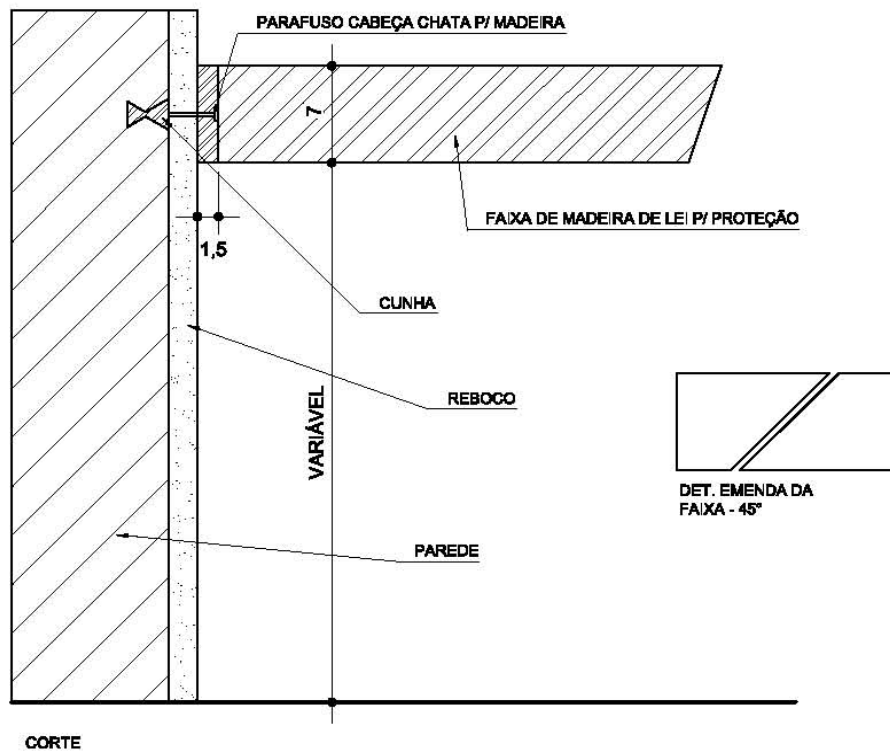 PARAFUSO CABEÇA CHATA P/ MADEIRA
7
FAIXA DE MADEIRA DE LEI P/ PROTEÇÃO
1,5
CUNHA
REBOCO
VARIÁVEL
DET. EMENDA DA
FAIXA - 45°
PAREDE
CORTE